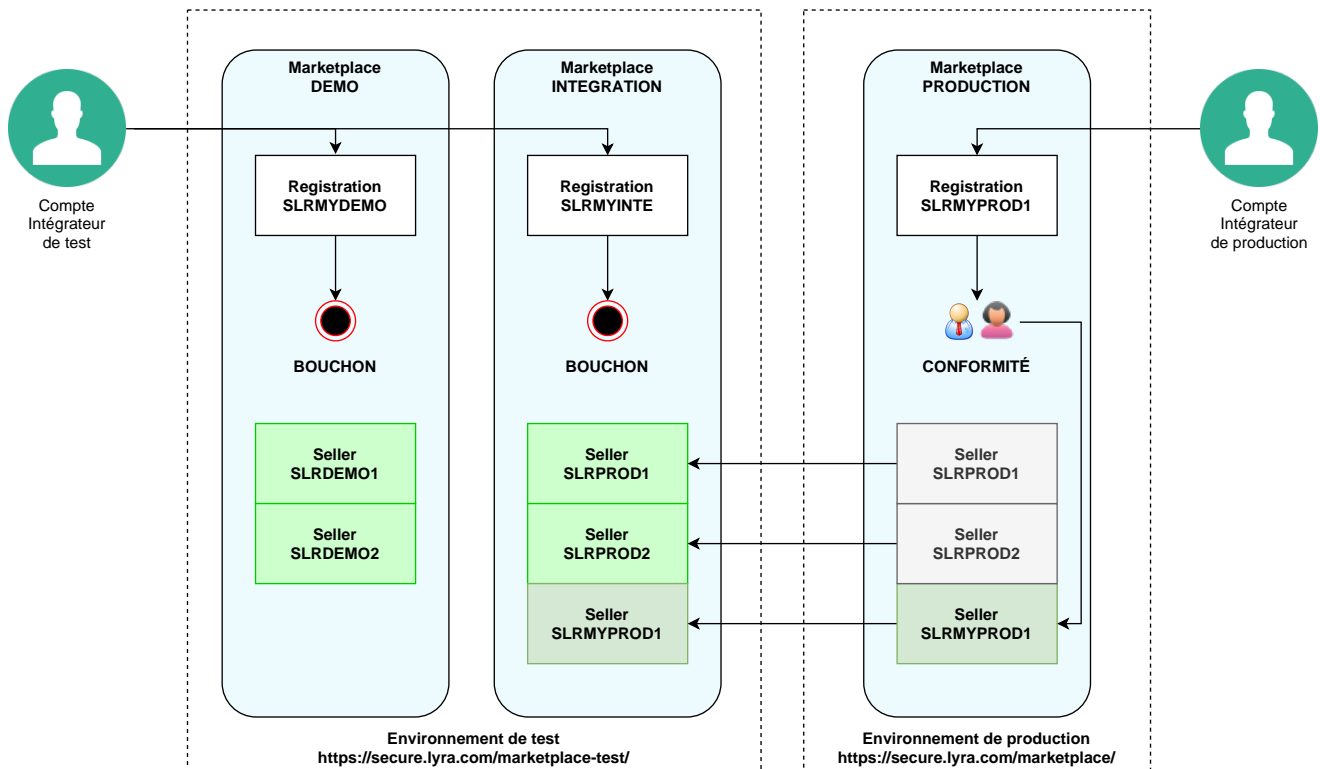 Marketplace
DEMO
Marketplace
INTEGRATION
Marketplace
PRODUCTION
Compte
Intégrateur
de test
Registration
SLRMYDEMO
Registration
SLRMYINTE
Registration
SLRMYPROD1
Compte
Intégrateur
de production
BOUCHON
BOUCHON
CONFORMITÉ
Seller
SLRDEMO1
Seller
SLRPROD1
Seller
SLRPROD1
Seller
SLRDEMO2
Seller
SLRPROD2
Seller
SLRPROD2
Seller
SLRMYPROD1
Seller
SLRMYPROD1
Environnement de test
https://secure.lyra.com/marketplace-test/
Environnement de production
https://secure.lyra.com/marketplace/